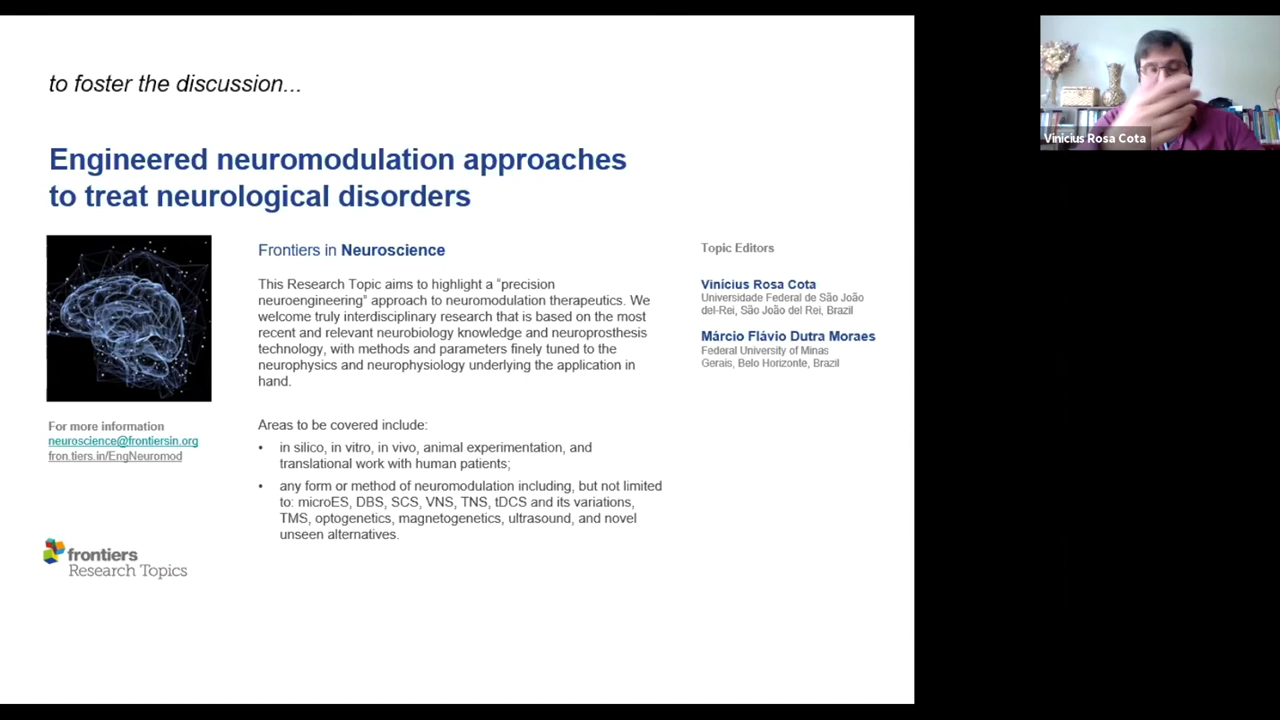 to foster the discussion...
Engineered neuromodulation approaches
to treat neurological disorders
Frontiers in Neuroscience
This Research Topic aims to highlight a “precision
neuroengineering” approach to neuromodulation therapeutics. We
welcome truly interdisciplinary research that is based on the most
recent and relevant neurobiology knowledge and neuroprosthesis
technology, with methods and parameters finely tuned to the
neurophysics and neurophysiology underlying the application in
hand.
Areas to be covered include:
• in silico, in vitro, in vivo, animal experimentation, and
translational work with human patients;
• any form or method of neuromodulation including, but not limited
to: microES, DBS, SCS, VNS, TNS, tDCS and its variations,
TMS, optogenetics, magnetogenetics, ultrasound, and novel
unseen alternatives.
For more information
neuroscience@frontiersin.org
fron.tiers.in/EngNeuromod
frontiers
Research Topics
Topic Editors
Vinícius Rosa Cota
Universidade Federal de São João
del-Rei, São João del Rei, Brazil
Márcio Flávio Dutra Moraes
Federal University of Minas
Gerais, Belo Horizonte, Brazil
Vinícius Rosa Cota